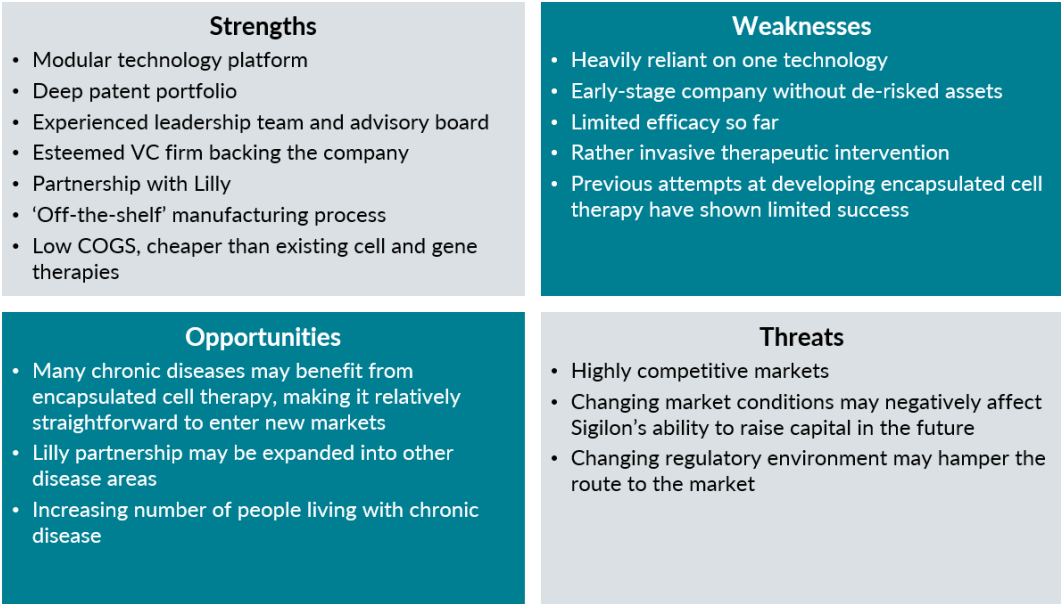 Strengths
• Modular technology platform
• Deep patent portfolio
• Experienced leadership team and advisory board
• Esteemed VC firm backing the company
• Partnership with Lilly
• ‘Off-the-shelf’ manufacturing process
• Low COGS, cheaper than existing cell and gene
therapies
Weaknesses
• Heavily reliant on one technology
• Early-stage company without de-risked assets
• Limited efficacy so far
• Rather invasive therapeutic intervention
• Previous attempts at developing encapsulated cell
therapy have shown limited success
Opportunities
• Many chronic diseases may benefit from
encapsulated cell therapy, making it relatively
straightforward to enter new markets
• Lilly partnership may be expanded into other
disease areas
• Increasing number of people living with chronic
disease
Threats
• Highly competitive markets
• Changing market conditions may negatively affect
Sigilon’s ability to raise capital in the future
• Changing regulatory environment may hamper the
route to the market